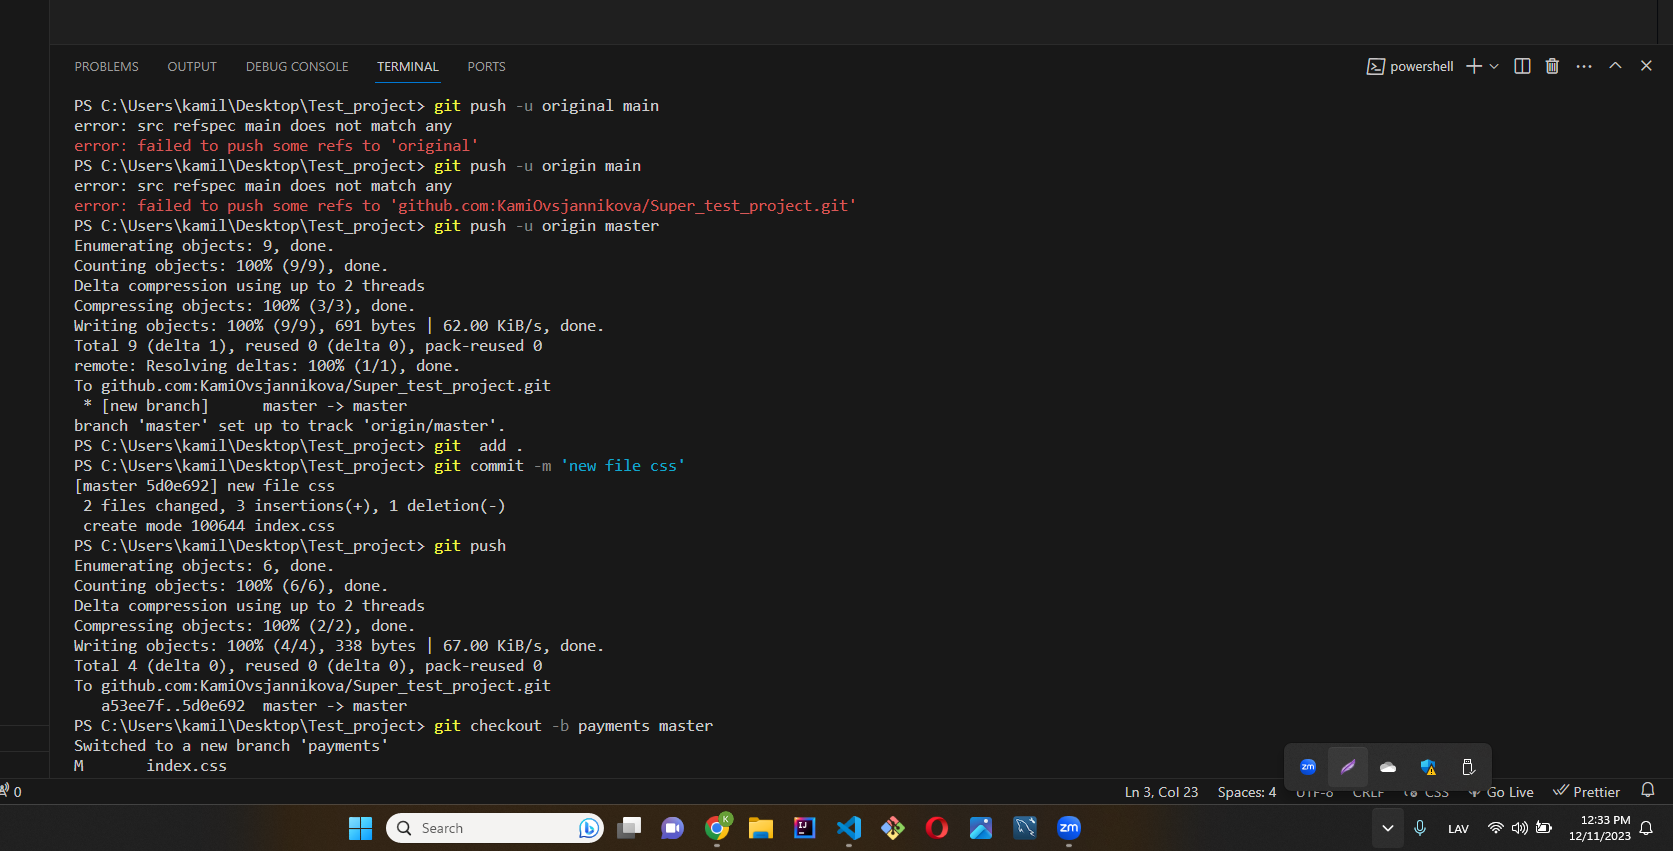 PROBLEMS OUTPUT DEBUG CONSOLE TERMINAL PORTS powershell
PS C:\Users\kamil\Desktop\Test_project> git push -u original main
error: src refspec main does not match any
error: failed to push some refs to 'original'
PS C:\Users\kamil\Desktop\Test_project> git push -u origin main
error: src refspec main does not match any
error: failed to push some refs to 'github.com:KamiOvsjannikova/Super_test_project.git'
PS C:\Users\kamil\Desktop\Test_project> git push -u origin master
Enumerating objects: 9, done.
Counting objects: 100% (9/9), done.
Delta compression using up to 2 threads
Compressing objects: 100% (3/3), done.
Writing objects: 100% (9/9), 691 bytes | 62.00 KiB/s, done.
Total 9 (delta 1), reused 0 (delta 0), pack-reused 0
remote: Resolving deltas: 100% (1/1), done.
To github.com:KamiOvsjannikova/Super_test_project.git
 * [new branch]      master -> master
branch 'master' set up to track 'origin/master'.
PS C:\Users\kamil\Desktop\Test_project> git  add .
PS C:\Users\kamil\Desktop\Test_project> git commit -m 'new file css'
[master 5d0e692] new file css
 2 files changed, 3 insertions(+), 1 deletion(-)
 create mode 100644 index.css
PS C:\Users\kamil\Desktop\Test_project> git push
Enumerating objects: 6, done.
Counting objects: 100% (6/6), done.
Delta compression using up to 2 threads
Compressing objects: 100% (2/2), done.
Writing objects: 100% (4/4), 338 bytes | 67.00 KiB/s, done.
Total 4 (delta 0), reused 0 (delta 0), pack-reused 0
To github.com:KamiOvsjannikova/Super_test_project.git
   a53ee7f..5d0e692  master -> master
PS C:\Users\kamil\Desktop\Test_project> git checkout -b payments master
Switched to a new branch 'payments'
M       index.css
zm
0 Ln 3, Col 23 Spaces: 4 UTF-8 CRLF CSS Go Live Prettier
Search K IJ zm LAV 12:33 PM
12/11/2023